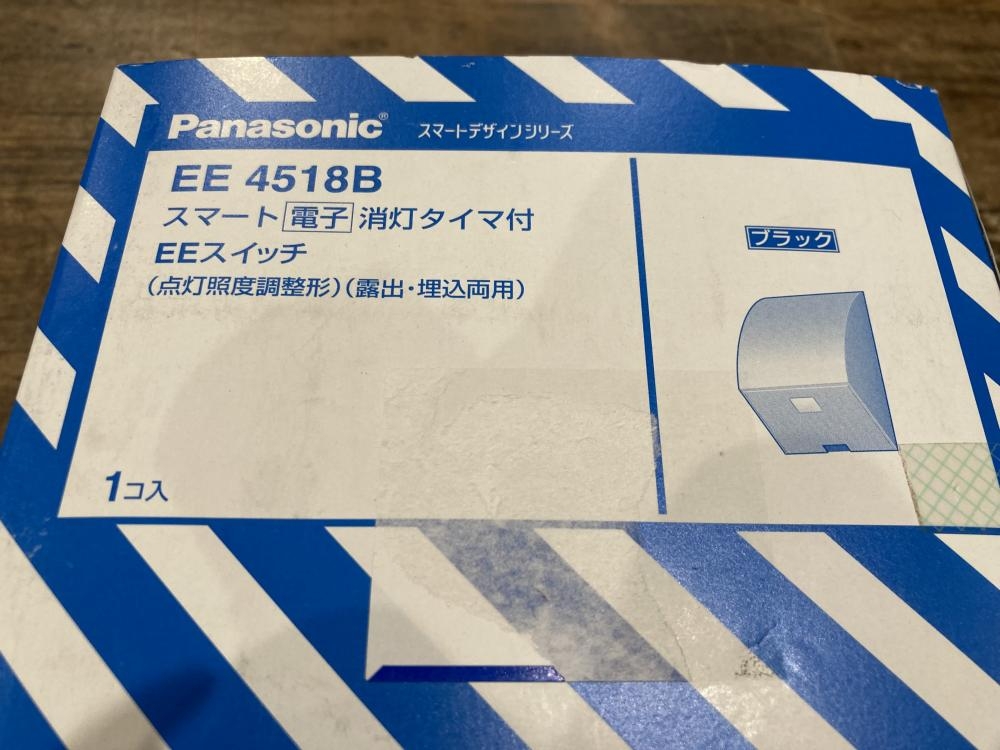 Panasonic® スマートデザインシリーズ
EE 4518B
スマート 電子 消灯タイマ付
EEスイッチ
(点灯照度調整形)(露出・埋込両用)
ブラック
1コ入